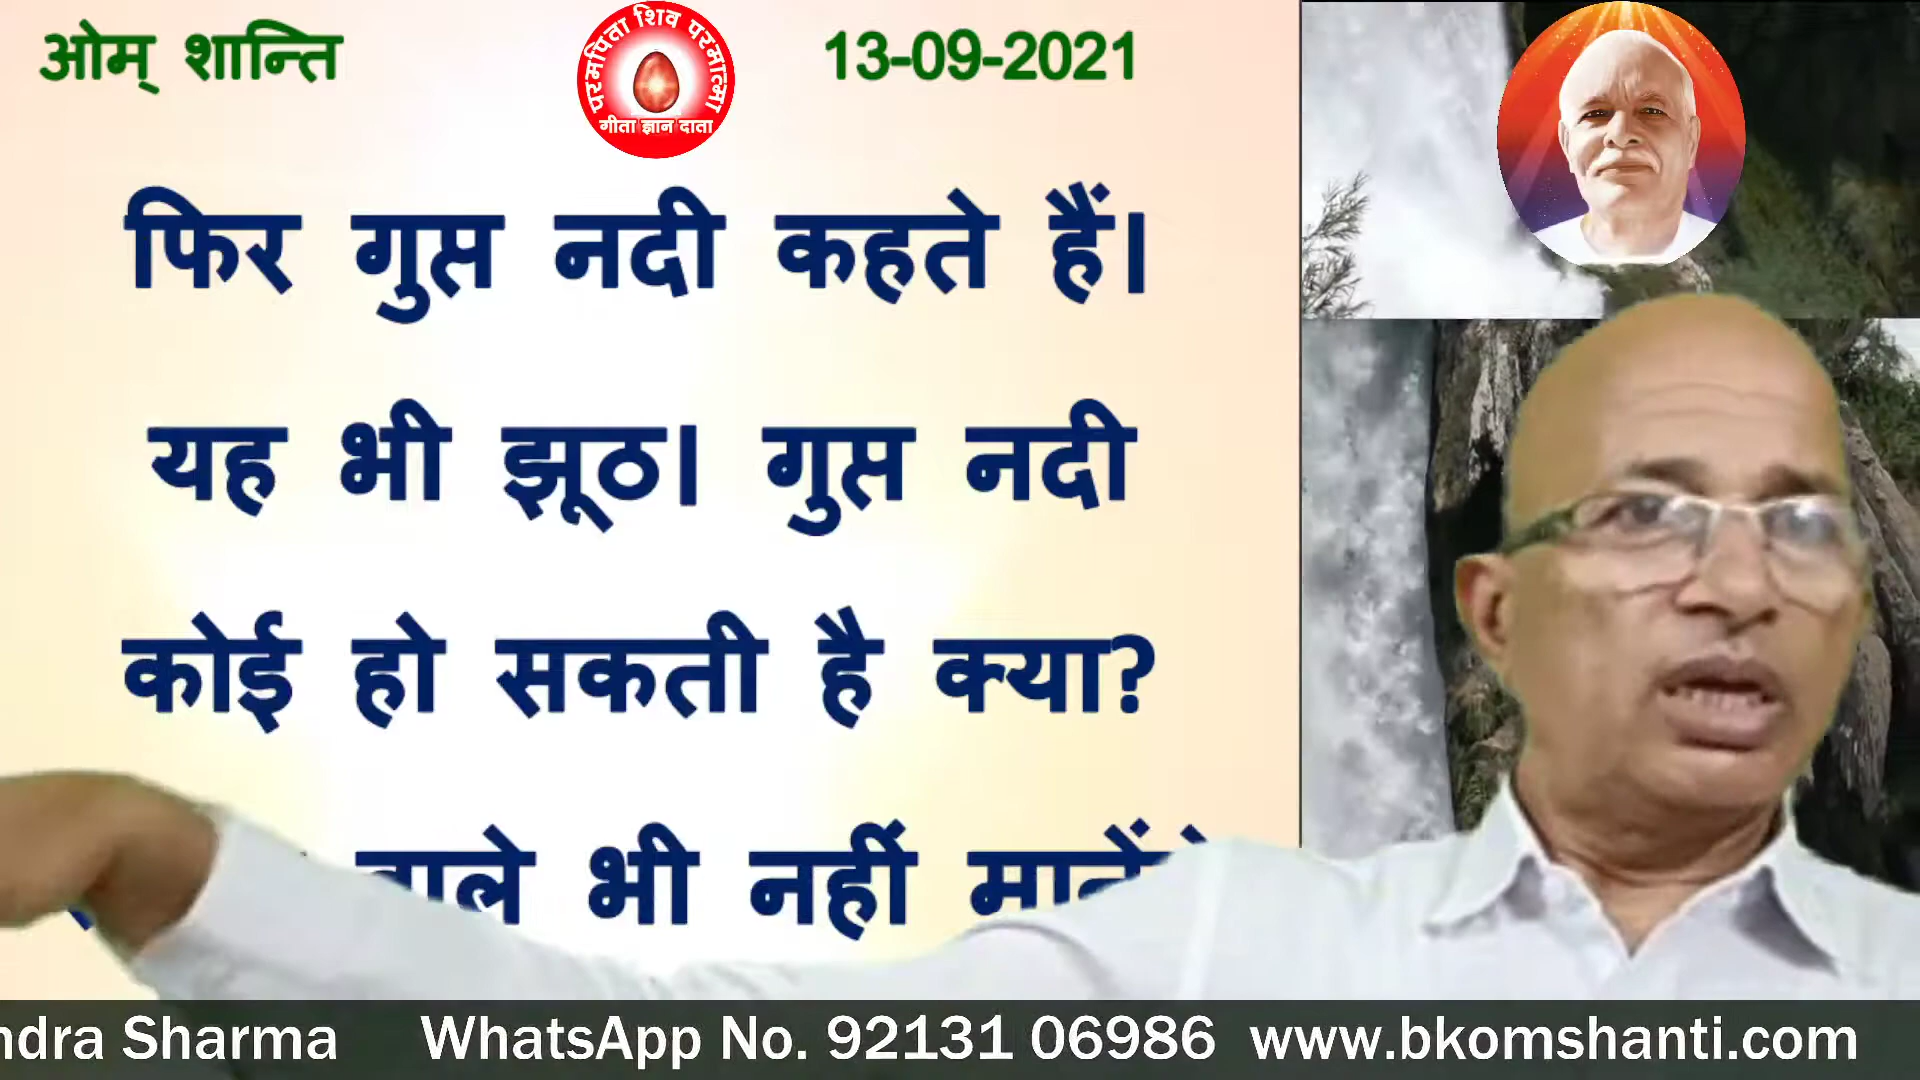 ओम् शान्ति
परमपिता शिव परमात्मा
गीता ज्ञान दाता
13-09-2021
फिर गुप्त नदी कहते हैं।
यह भी झूठ। गुप्त नदी
कोई हो सकती है क्या?
भी नहीं
ndra Sharma WhatsApp No. 92131 06986 www.bkomshanti.com